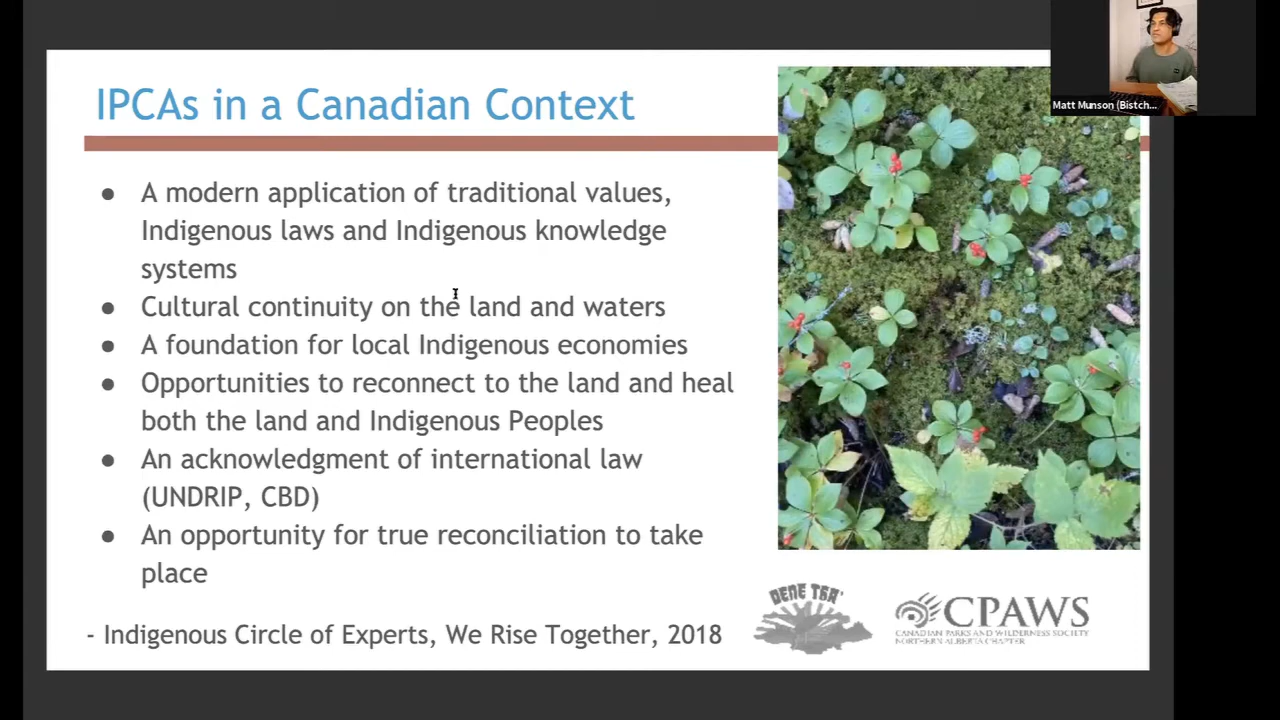 IPCAs in a Canadian Context
Matt Munson (Bistch...
● A modern application of traditional values,
Indigenous laws and Indigenous knowledge
systems
● Cultural continuity on the land and waters
● A foundation for local Indigenous economies
● Opportunities to reconnect to the land and heal
both the land and Indigenous Peoples
● An acknowledgment of international law
(UNDRIP, CBD)
● An opportunity for true reconciliation to take
place
- Indigenous Circle of Experts, We Rise Together, 2018
DENE THA'
CPAWS
CANADIAN PARKS AND WILDERNESS SOCIETY
NORTHERN ALBERTA CHAPTER